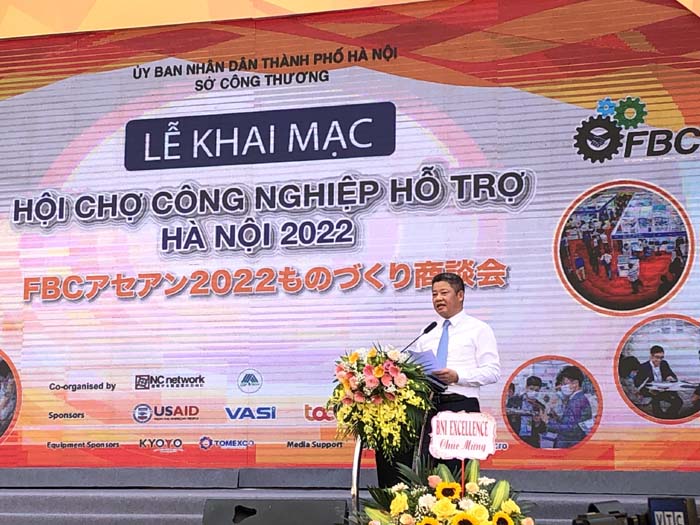 ỦY BAN NHÂN DÂN THÀNH PHỐ HÀ NỘI
SỞ CÔNG THƯƠNG
LỄ KHAI MẠC
FBC
HỘI CHỢ CÔNG NGHIỆP HỖ TRỢ
HÀ NỘI 2022
FBCアセアン2022ものづくり商談会
Co-organised by
NC network
Sponsors
USAID
VASI
Equipment Sponsors
KYOYO
TOMEXCO
Media Support
BNI EXCELLENCE
Chúc Mừng